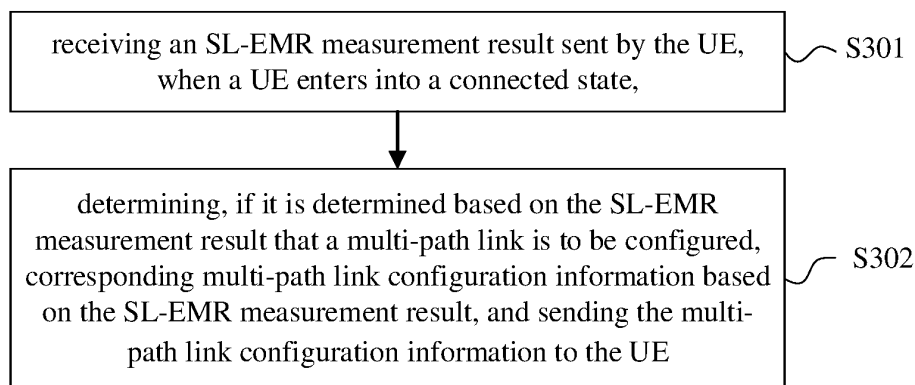 receiving an SL-EMR measurement result sent by the UE,
when a UE enters into a connected state,
S301
determining, if it is determined based on the SL-EMR
measurement result that a multi-path link is to be configured,
corresponding multi-path link configuration information based
on the SL-EMR measurement result, and sending the multi-
path link configuration information to the UE
S302